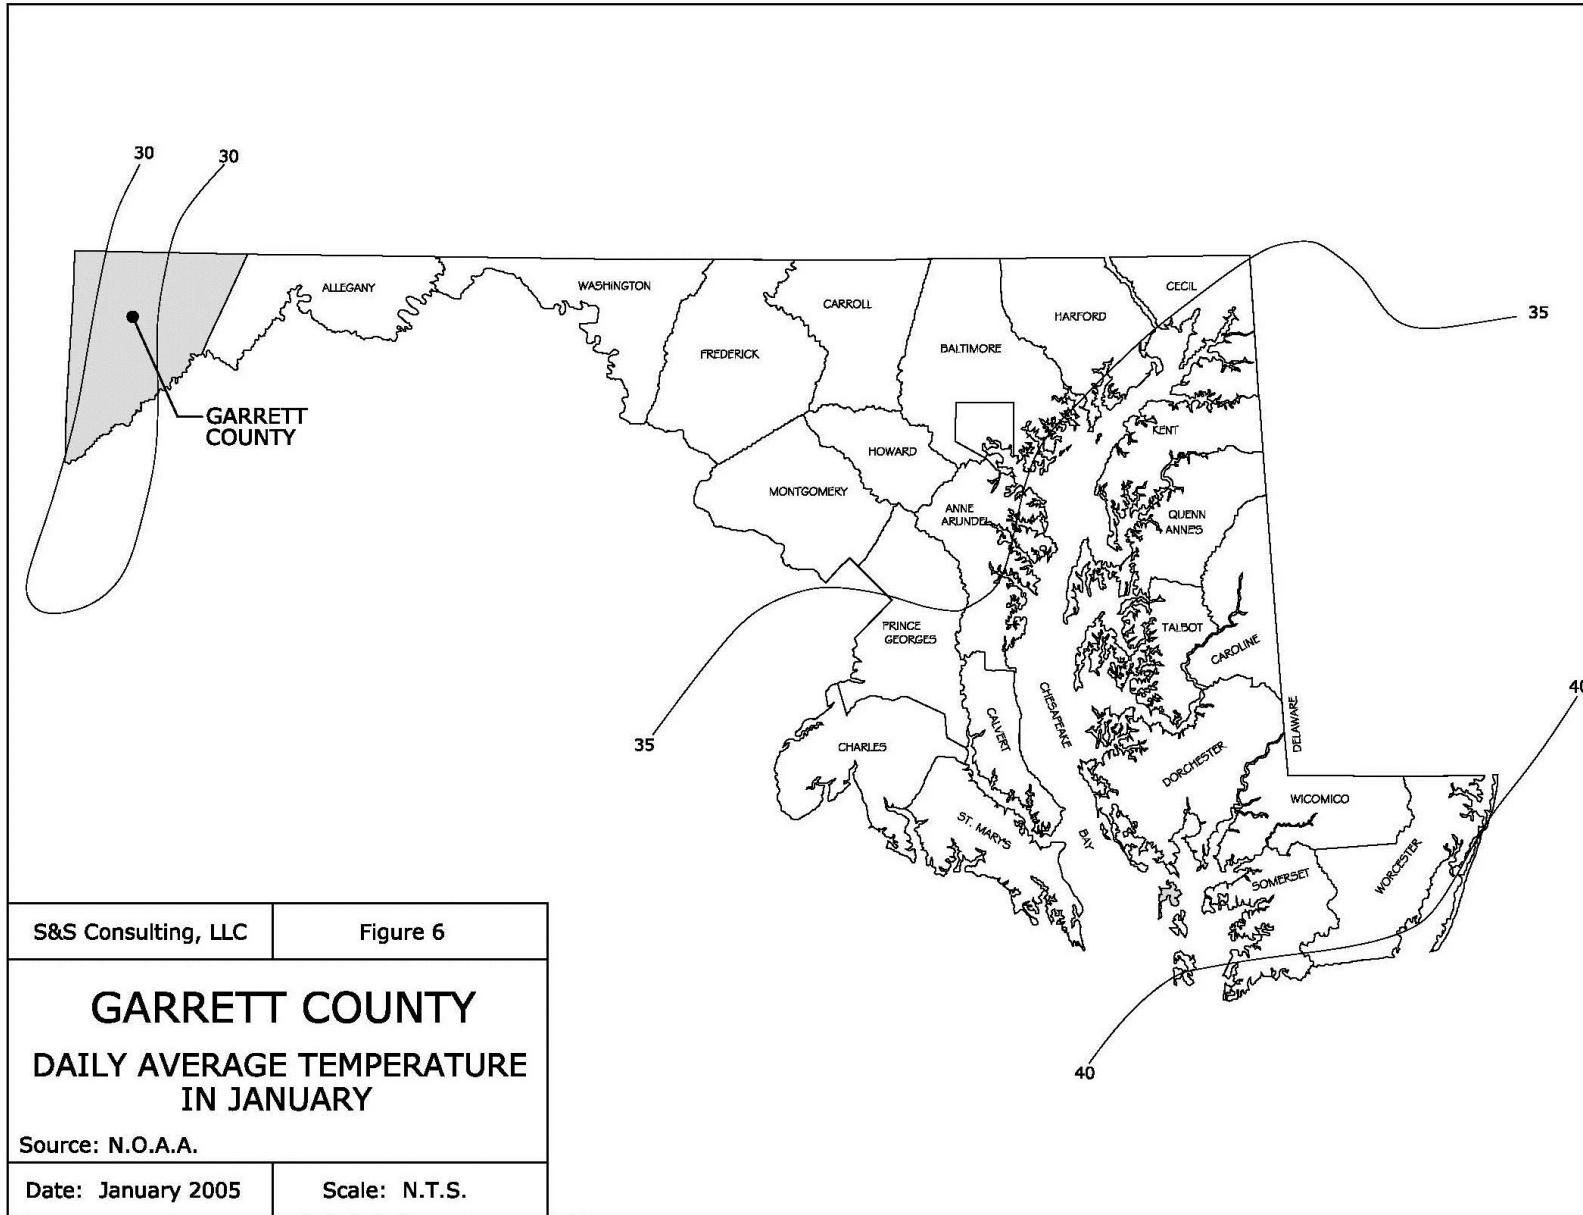 30
30
35
ALLEGANY
WASHINGTON
CECIL
CARROLL
HARFORD
FREDERICK
BALTIMORE
GARRETT
COUNTY
KENT
HOWARD
MONTGOMERY
ANNE
ARUNDEL
QUENN
ANNES
PRINCE
GEORGES
TALBOT
CAROLINE
35
CHESAPEAKE
BAY
CALVERT
DELAWARE
40
CHARLES
DORCHESTER
WICOMICO
ST. MARYS
WORCESTER
SOMERSET
40
S&S Consulting, LLC
Figure 6
GARRETT COUNTY
DAILY AVERAGE TEMPERATURE
IN JANUARY
Source: N.O.A.A.
Date: January 2005
Scale: N.T.S.